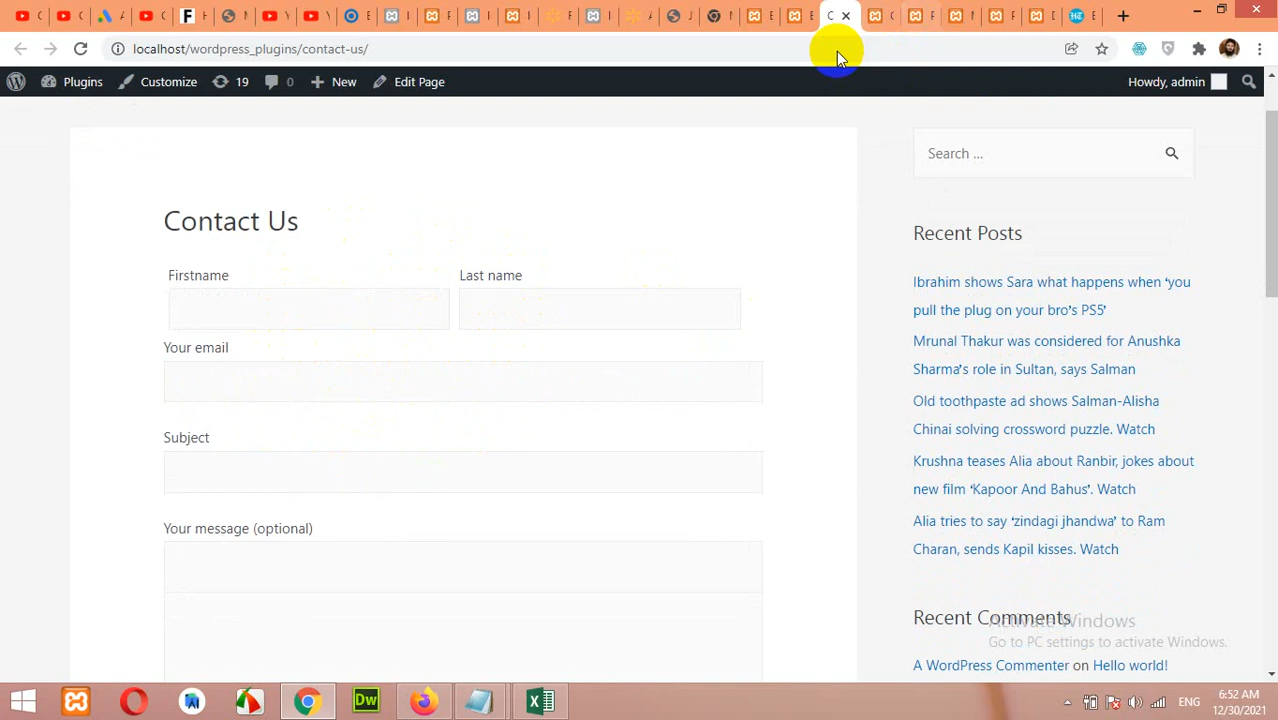 localhost/wordpress_plugins/contact-us/
Plugins
Customize
19
0
New
Edit Page
Howdy, admin
Search ...
Contact Us
Firstname
Last name
Your email
Subject
Your message (optional)
Recent Posts
Ibrahim shows Sara what happens when ‘you
pull the plug on your bro’s PS5’
Mrunal Thakur was considered for Anushka
Sharma’s role in Sultan, says Salman
Old toothpaste ad shows Salman-Alisha
Chinai solving crossword puzzle. Watch
Krushna teases Alia about Ranbir, jokes about
new film ‘Kapoor And Bahus’. Watch
Alia tries to say ‘zindagi jhandwa’ to Ram
Charan, sends Kapil kisses. Watch
Recent Comments
Activate Windows
Go to PC settings to activate Windows.
A WordPress Commenter on Hello world!
Dw
ENG
6:52 AM
12/30/2021